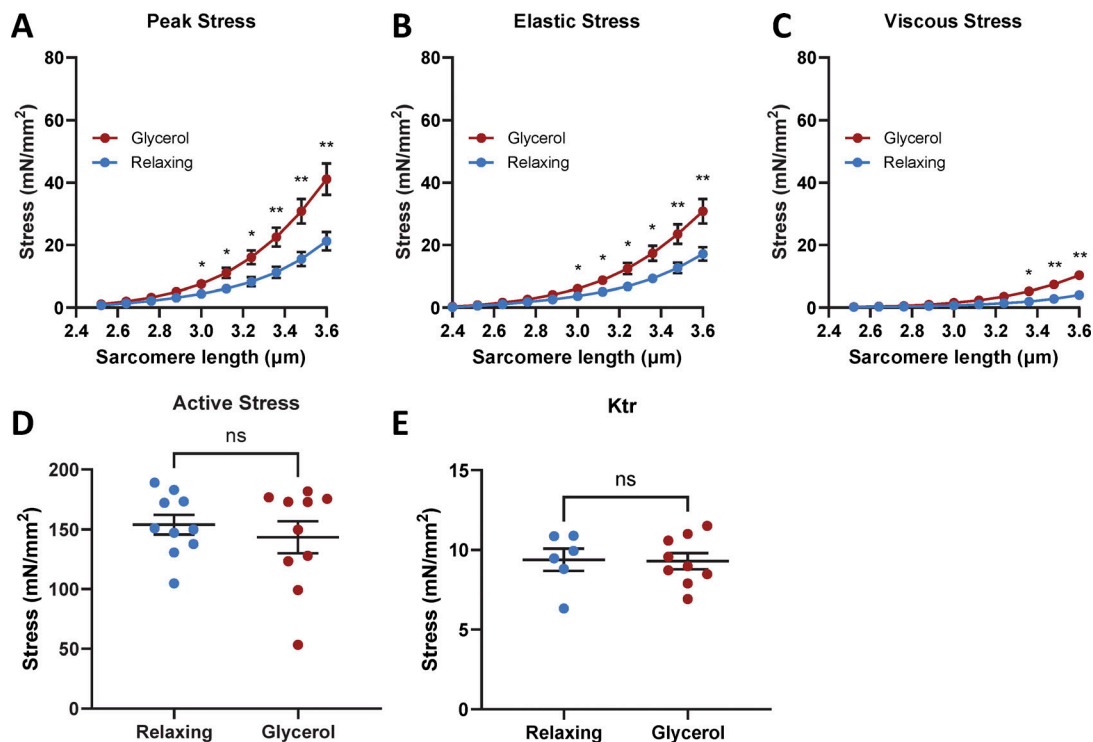 A
Peak Stress
Stress (mN/mm²)
80
60
40
20
0
Glycerol
Relaxing
*
*
*
**
**
**
2.4 2.6 2.8 3.0 3.2 3.4 3.6
Sarcomere length (μm)
B
Elastic Stress
Stress (mN/mm²)
80
60
40
20
0
Glycerol
Relaxing
*
*
*
*
**
**
2.4 2.6 2.8 3.0 3.2 3.4 3.6
Sarcomere length (μm)
C
Viscous Stress
Stress (mN/mm²)
80
60
40
20
0
Glycerol
Relaxing
*
**
**
2.4 2.6 2.8 3.0 3.2 3.4 3.6
Sarcomere length (μm)
D
Active Stress
ns
Stress (mN/mm²)
200
150
100
50
0
Relaxing Glycerol
E
Ktr
ns
Stress (mN/mm²)
15
10
5
0
Relaxing Glycerol